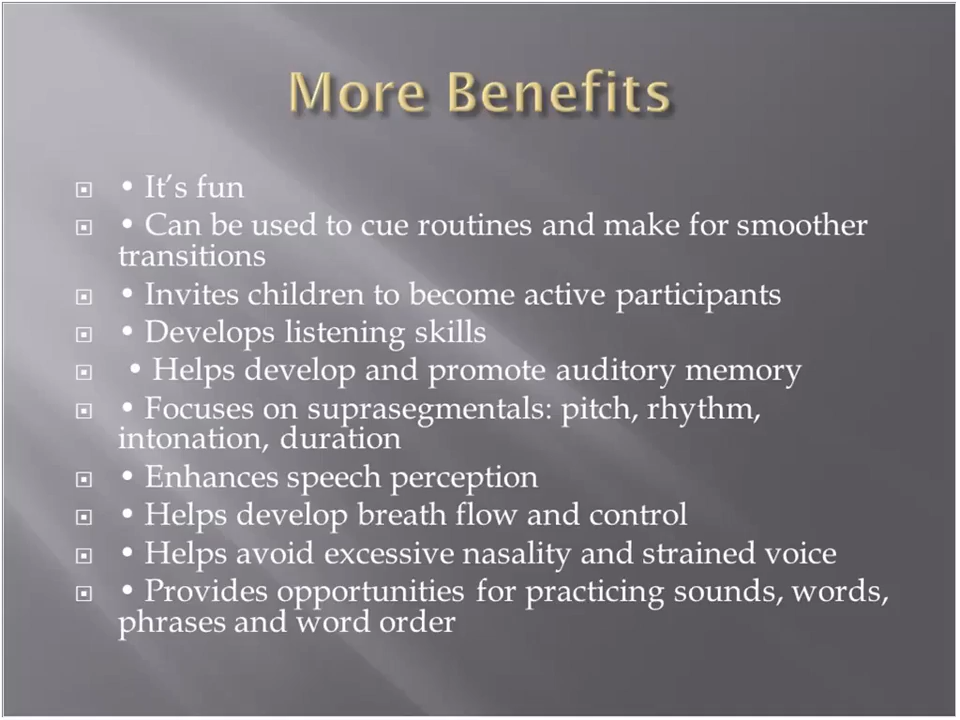 More Benefits
• It’s fun
• Can be used to cue routines and make for smoother
transitions
• Invites children to become active participants
• Develops listening skills
• Helps develop and promote auditory memory
• Focuses on suprasegmentals: pitch, rhythm,
intonation, duration
• Enhances speech perception
• Helps develop breath flow and control
• Helps avoid excessive nasality and strained voice
• Provides opportunities for practicing sounds, words,
phrases and word order